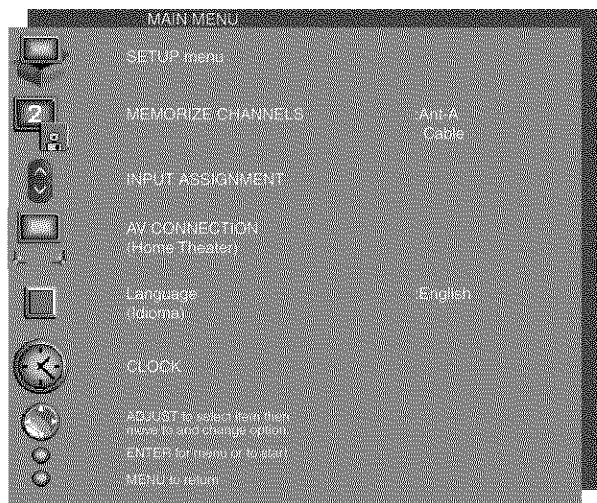 MAIN MENU
SETUP menu
2
MEMORIZE CHANNELS :Ant-A
Cable
INPUT ASSIGNMENT
AV CONNECTION
(Home Theater)
Language :English
(Idioma)
CLOCK
ADJUST to select item then
move to and change option.
ENTER for menu or to start
MENU to return